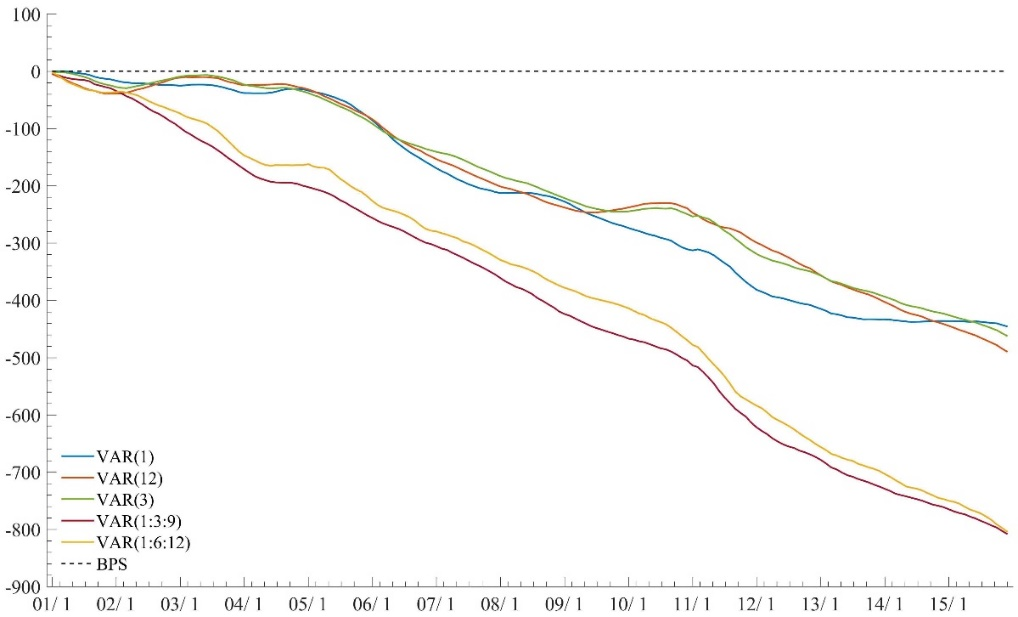 100
0
-100
-200
-300
-400
-500
-600
-700
-800
-900
VAR(1)
VAR(12)
VAR(3)
VAR(1:3:9)
VAR(1:6:12)
BPS
01/ 1 02/ 1 03/ 1 04/ 1 05/ 1 06/ 1 07/ 1 08/ 1 09/ 1 10/ 1 11/ 1 12/ 1 13/ 1 14/ 1 15/ 1